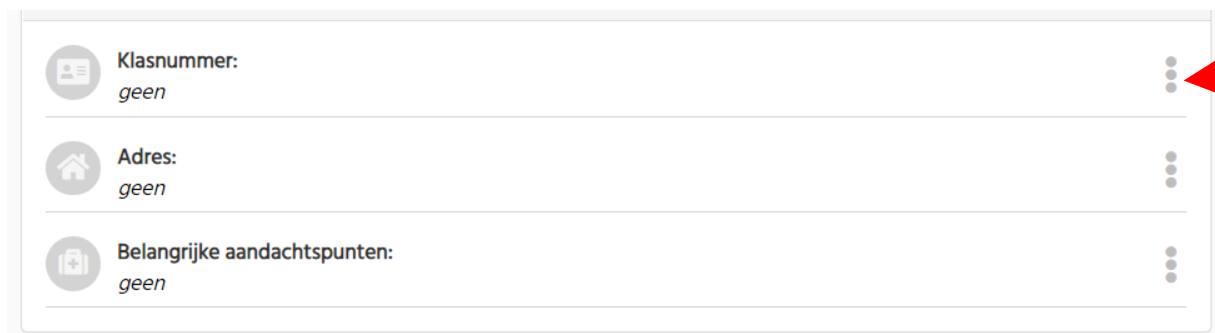 Klasnummer:
geen
Adres:
geen
Belangrijke aandachtspunten:
geen